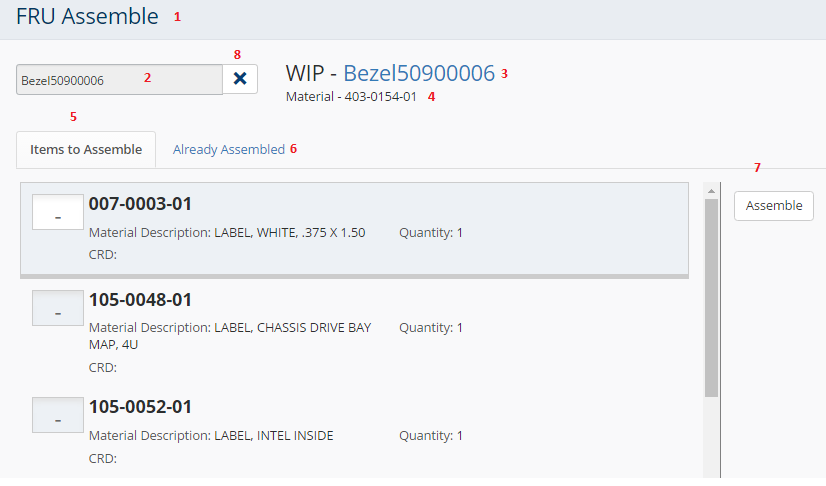 FRU Assemble 1
8
Bezel50900006 2
WIP - Bezel50900006 3
Material - 403-0154-01 4
5
Items to Assemble
Already Assembled 6
7
Assemble
-
007-0003-01
Material Description: LABEL, WHITE, .375 X 1.50 Quantity: 1
CRD:
-
105-0048-01
Material Description: LABEL, CHASSIS DRIVE BAY Quantity: 1
MAP, 4U
CRD:
-
105-0052-01
Material Description: LABEL, INTEL INSIDE Quantity: 1
CRD: